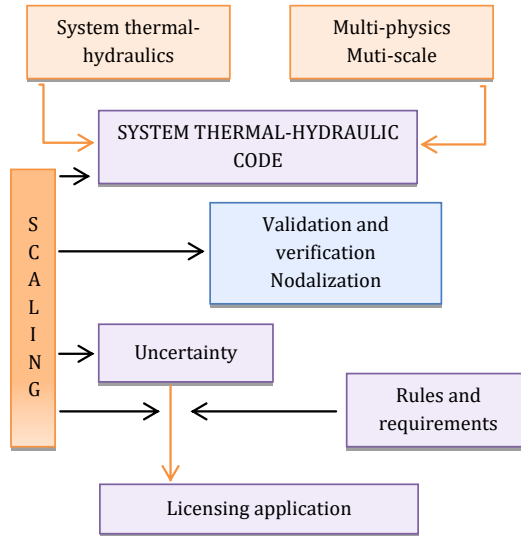 System thermal-
hydraulics
Multi-physics
Muti-scale
SYSTEM THERMAL-HYDRAULIC
CODE
S
C
A
L
I
N
G
Validation and
verification
Nodalization
Uncertainty
Rules and
requirements
Licensing application